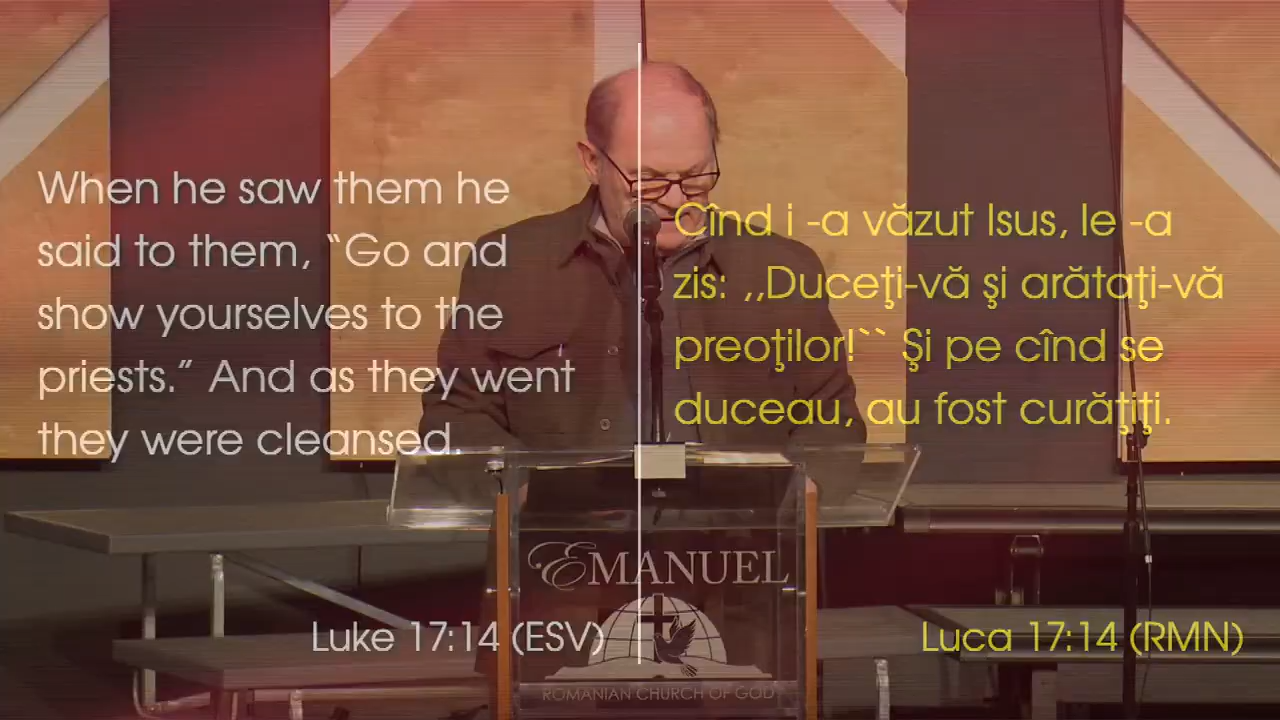 When he saw them he
said to them, “Go and
show yourselves to the
priests.” And as they went
they were cleansed.
Luke 17:14 (ESV)
Cînd i -a văzut Isus, le -a
zis: ,,Duceţi-vă şi arătaţi-vă
preoţilor!`` Şi pe cînd se
duceau, au fost curăţiţi.
Luca 17:14 (RMN)
EMANUEL
ROMANIAN CHURCH OF GOD